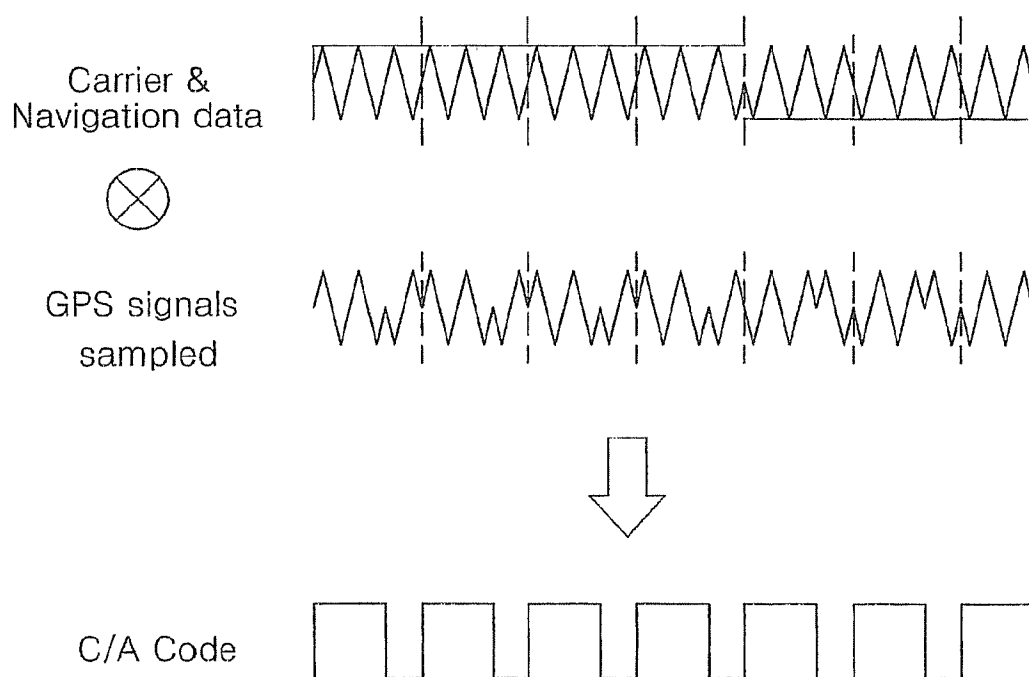 Carrier &
Navigation data
GPS signals
sampled
C/A Code